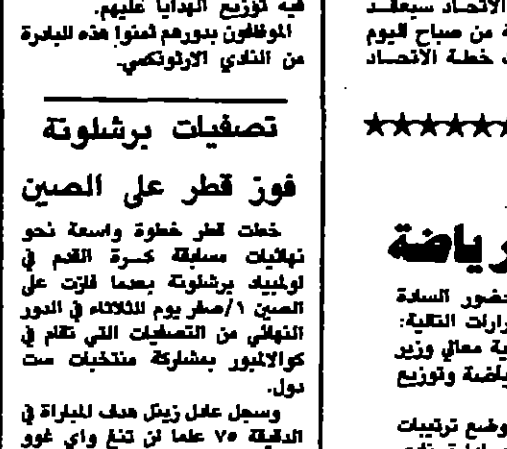 الاتحاد سيعقد
ة من صباح اليوم
خطة الاتحاد
رياضة
حضور السادة
رارات التالية:
ية معالي وزير
ياضة وتوزيع
وضع ترتيبات
فيه توزيع الهدايا عليهم.
الموظفون بدورهم ثمنوا هذه المبادرة
من النادي الارثوذكسي.
تصفيات برشلونة
فوز قطر على الصين
خطت قطر خطوة واسعة نحو
نهائيات مسابقة كرة القدم في
اولمبياد برشلونة بعدما فازت على
الصين ١/صفر يوم الثلاثاء في الدور
النهائي من التصفيات التي تقام في
كوالالمبور بمشاركة منتخبات ست
دول.
وسجل عادل زينل هدف المباراة في
الدقيقة ٧٥ علما ان تنغ واي غوو